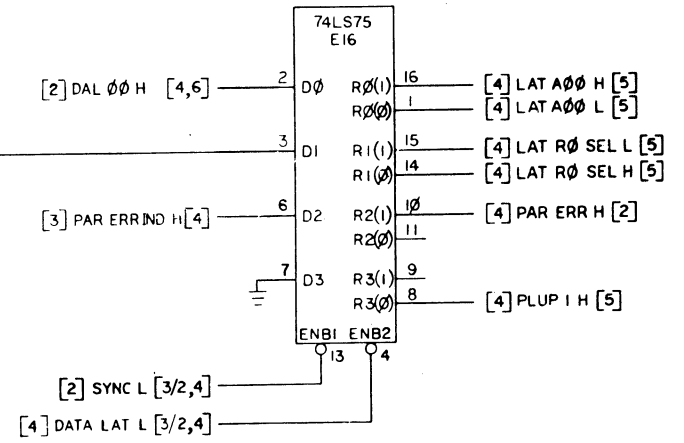 74LS75
E16
[2] DAL ØØ H [4,6] 2 DØ RØ(1) 16 [4] LAT AØØ H [5]
RØ(Ø) 1 [4] LAT AØØ L [5]
3 D1 R1(1) 15 [4] LAT RØ SEL L [5]
R1(Ø) 14 [4] LAT RØ SEL H [5]
[3] PAR ERR IND H [4] 6 D2 R2(1) 1Ø [4] PAR ERR H [2]
R2(Ø) 11
7 D3 R3(1) 9
R3(Ø) 8 [4] PLUP 1 H [5]
ENB1 ENB2
13 4
[2] SYNC L [3/2,4]
[4] DATA LAT L [3/2,4]